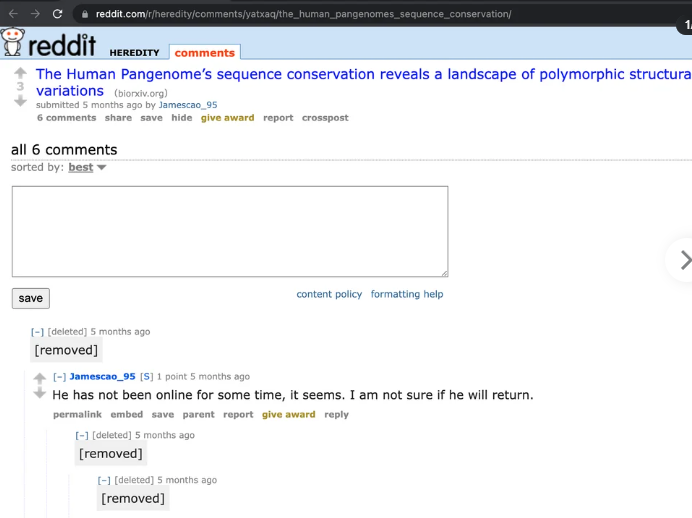 reddit.com/r/heredity/comments/yatxaq/the_human_pangenomes_sequence_conservation/
1/
reddit HEREDITY comments
The Human Pangenome's sequence conservation reveals a landscape of polymorphic structura
3 variations (biorxiv.org)
submitted 5 months ago by Jamescao_95
6 comments share save hide give award report crosspost
all 6 comments
sorted by: best
save content policy formatting help
[–] [deleted] 5 months ago
[removed]
[–] Jamescao_95 [S] 1 point 5 months ago
He has not been online for some time, it seems. I am not sure if he will return.
permalink embed save parent report give award reply
[–] [deleted] 5 months ago
[removed]
[–] [deleted] 5 months ago
[removed]